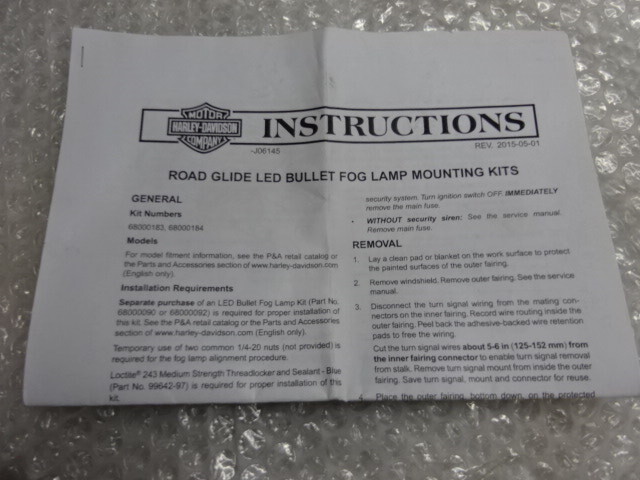 MOTOR
HARLEY-DAVIDSON
COMPANY
INSTRUCTIONS
-J06145
REV. 2015-05-01
ROAD GLIDE LED BULLET FOG LAMP MOUNTING KITS
GENERAL
Kit Numbers
68000183, 68000184
Models
For model fitment information, see the P&A retail catalog or
the Parts and Accessories section of www.harley-davidson.com
(English only).
Installation Requirements
Separate purchase of an LED Bullet Fog Lamp Kit (Part No.
68000090 or 68000092) is required for proper installation of
this kit. See the P&A retail catalog or the Parts and Accessories
section of www.harley-davidson.com (English only).
Temporary use of two common 1/4-20 nuts (not provided) is
required for the fog lamp alignment procedure.
Loctite® 243 Medium Strength Threadlocker and Sealant - Blue
(Part No. 99642-97) is required for proper installation of this
kit.
security system. Turn ignition switch OFF. IMMEDIATELY
remove the main fuse.
• WITHOUT security siren: See the service manual.
Remove main fuse.
REMOVAL
1. Lay a clean pad or blanket on the work surface to protect
the painted surfaces of the outer fairing.
2. Remove windshield. Remove outer fairing. See the service
manual.
3. Disconnect the turn signal wiring from the mating con-
nectors on the inner fairing. Record wire routing inside the
outer fairing. Peel back the adhesive-backed wire retention
pads to free the wiring.
Cut the turn signal wires about 5-6 in (125-152 mm) from
the inner fairing connector to enable turn signal removal
from stalk. Remove turn signal mount from inside the outer
fairing. Save turn signal, mount and connector for reuse.
4. Place the outer fairing, bottom down, on the protected